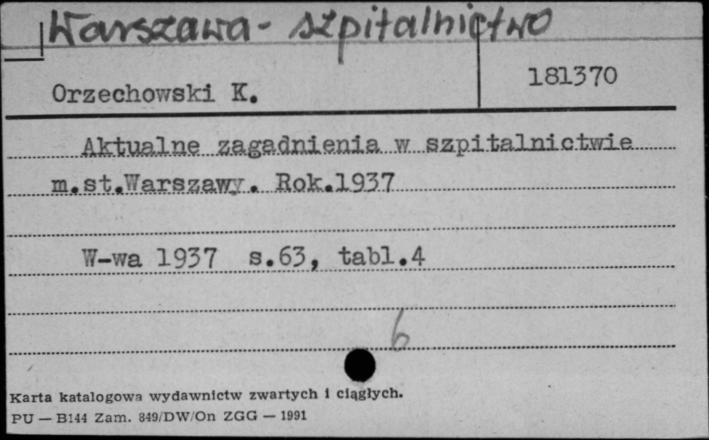 Warszawa - szpitalnictwo
Orzechowski K.
181370
Aktualne zagadnienia w szpitalnictwie
m.st.Warszawy. Rok.1937
W-wa 1937 s.63, tabl.4
6
Karta katalogowa wydawnictw zwartych i ciągłych.
PU — B144 Zam. 849/DW/On ZGG — 1991